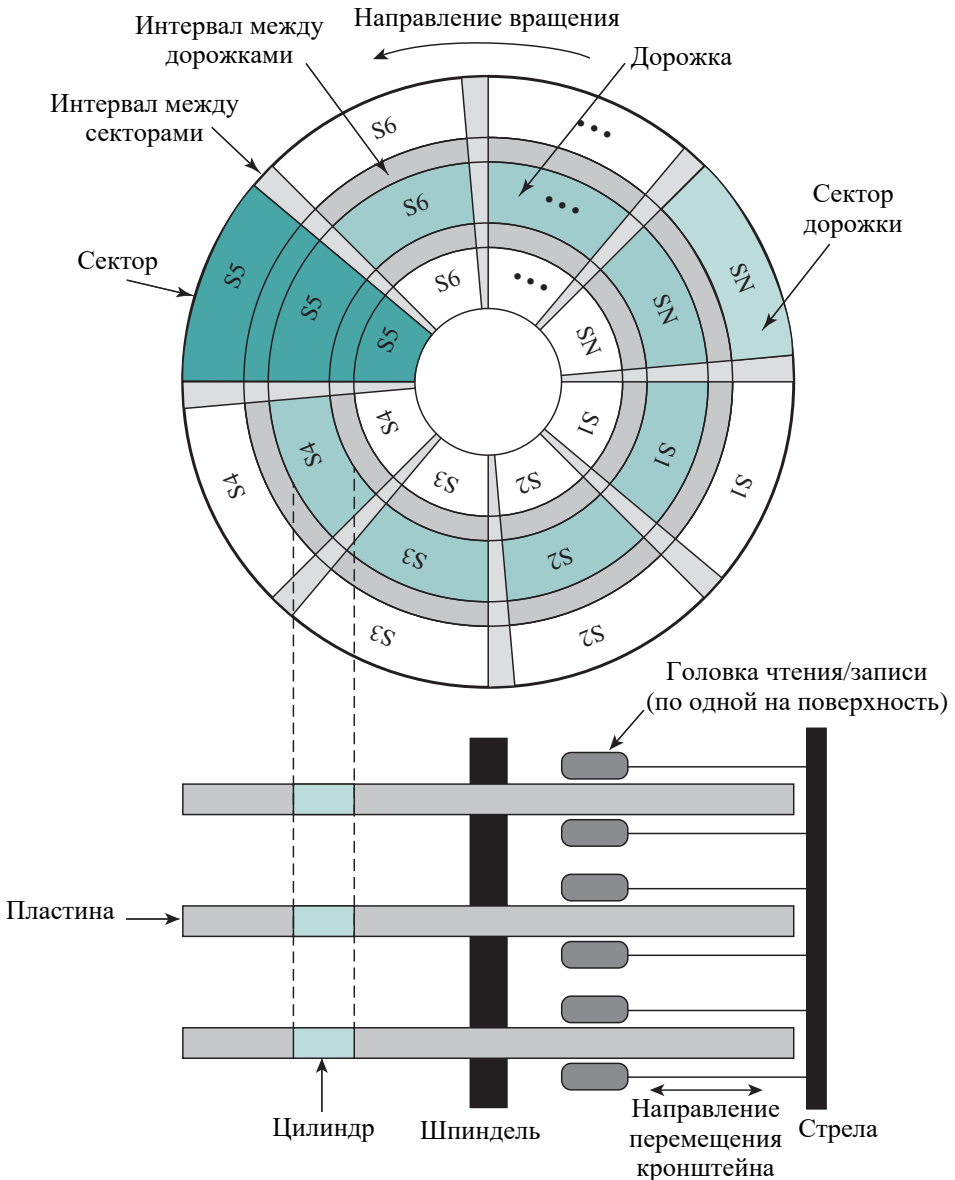 Направление вращения
Интервал между
дорожками
Дорожка
Интервал между
секторами
Сектор
дорожки
Сектор
S6
• • •
S6
• • •
S6
• • •
SN
SN
SN
S5
S5
S5
S4
S4
S4
S1
S1
S1
S3
S3
S3
S2
S2
S2
Головка чтения/записи
(по одной на поверхность)
Пластина
Цилиндр
Шпиндель
Направление
перемещения
кронштейна
Стрела